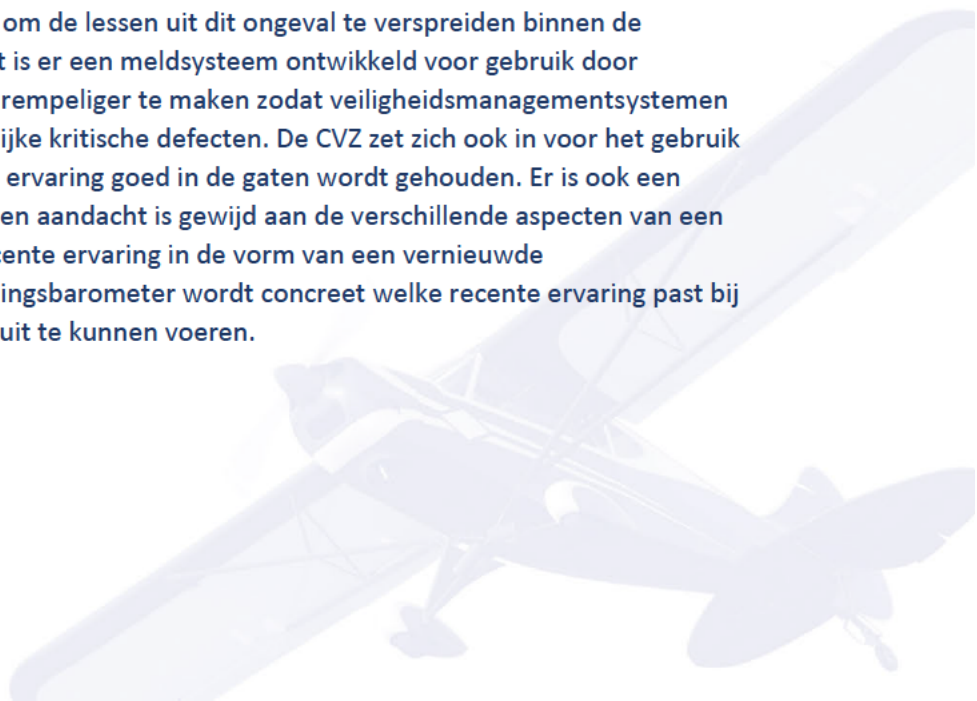 om de lessen uit dit ongeval te verspreiden binnen de
t is er een meldsysteem ontwikkeld voor gebruik door
rempeliger te maken zodat veiligheidsmanagementsystemen
ijke kritische defecten. De CVZ zet zich ook in voor het gebruik
ervaring goed in de gaten wordt gehouden. Er is ook een
en aandacht is gewijd aan de verschillende aspecten van een
cente ervaring in de vorm van een vernieuwde
ingsbarometer wordt concreet welke recente ervaring past bij
uit te kunnen voeren.